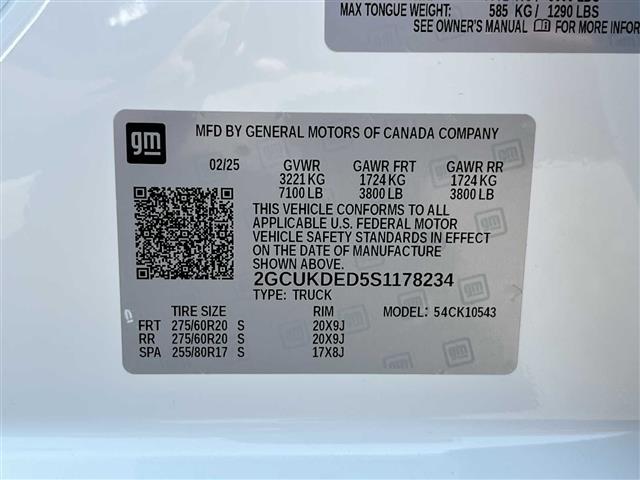 MAX TONGUE WEIGHT: 585 KG/ 1290 LBS
SEE OWNER'S MANUAL FOR MORE INFOR
gm
MFD BY GENERAL MOTORS OF CANADA COMPANY
02/25 GVWR GAWR FRT GAWR RR
3221 KG 1724 KG 1724 KG
7100 LB 3800 LB 3800 LB
THIS VEHICLE CONFORMS TO ALL
APPLICABLE U.S. FEDERAL MOTOR
VEHICLE SAFETY STANDARDS IN EFFECT
ON THE DATE OF MANUFACTURE
SHOWN ABOVE.
2GCUKDED5S1178234
TYPE: TRUCK
TIRE SIZE RIM MODEL: 54CK10543
FRT 275/60R20 S 20X9J
RR 275/60R20 S 20X9J
SPA 255/80R17 S 17X8J